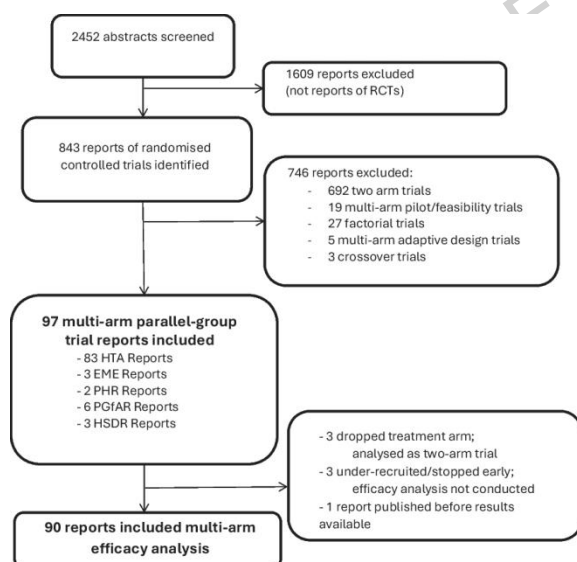 2452 abstracts screened
1609 reports excluded
(not reports of RCTs)
843 reports of randomised
controlled trials identified
746 reports excluded:
- 692 two arm trials
- 19 multi-arm pilot/feasibility trials
- 27 factorial trials
- 5 multi-arm adaptive design trials
- 3 crossover trials
97 multi-arm parallel-group
trial reports included
- 83 HTA Reports
- 3 EME Reports
- 2 PHR Reports
- 6 PGfAR Reports
- 3 HSDR Reports
- 3 dropped treatment arm;
analysed as two-arm trial
- 3 under-recruited/stopped early;
efficacy analysis not conducted
- 1 report published before results
available
90 reports included multi-arm
efficacy analysis